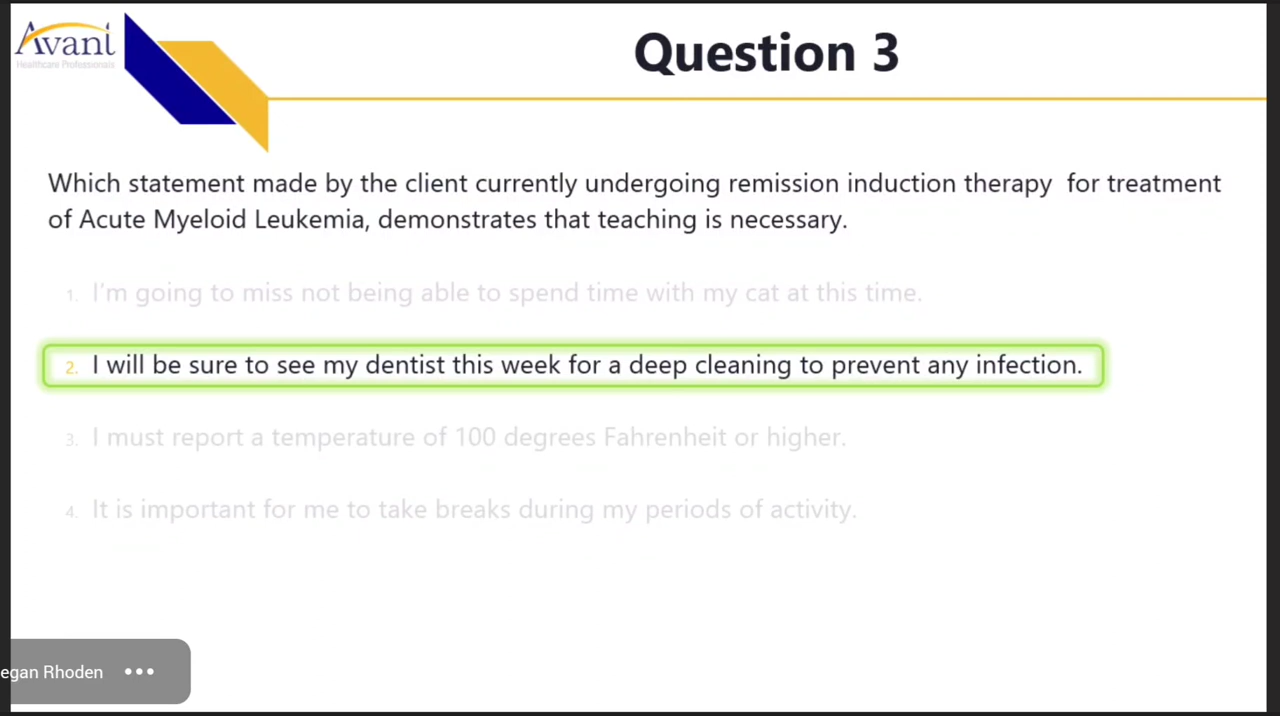 Avant
Healthcare Professionals
Question 3
Which statement made by the client currently undergoing remission induction therapy for treatment
of Acute Myeloid Leukemia, demonstrates that teaching is necessary.
1. I'm going to miss not being able to spend time with my cat at this time.
2. I will be sure to see my dentist this week for a deep cleaning to prevent any infection.
3. I must report a temperature of 100 degrees Fahrenheit or higher.
4. It is important for me to take breaks during my periods of activity.
egan Rhoden •••